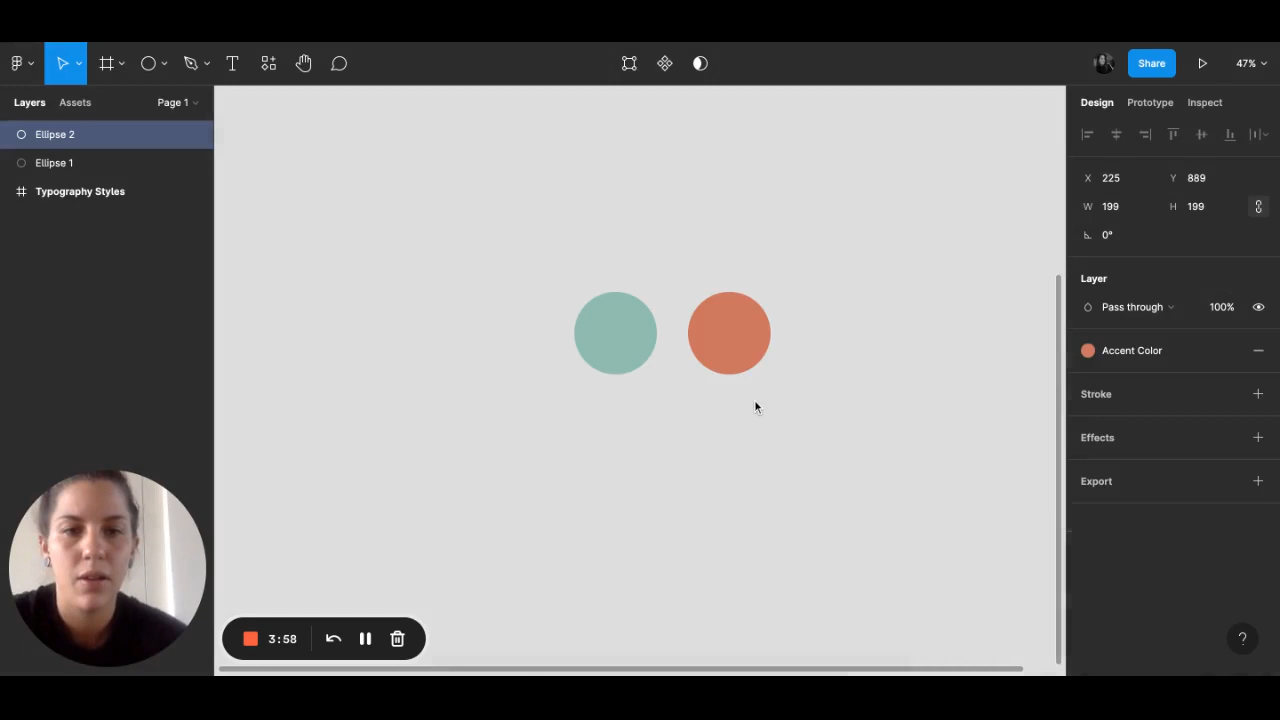 Share
47%
Layers Assets Page 1
Ellipse 2
Ellipse 1
Typography Styles
Design Prototype Inspect
X 225 Y 889
W 199 H 199
0°
Layer
Pass through 100%
Accent Color
Stroke
Effects
Export
3:58
?